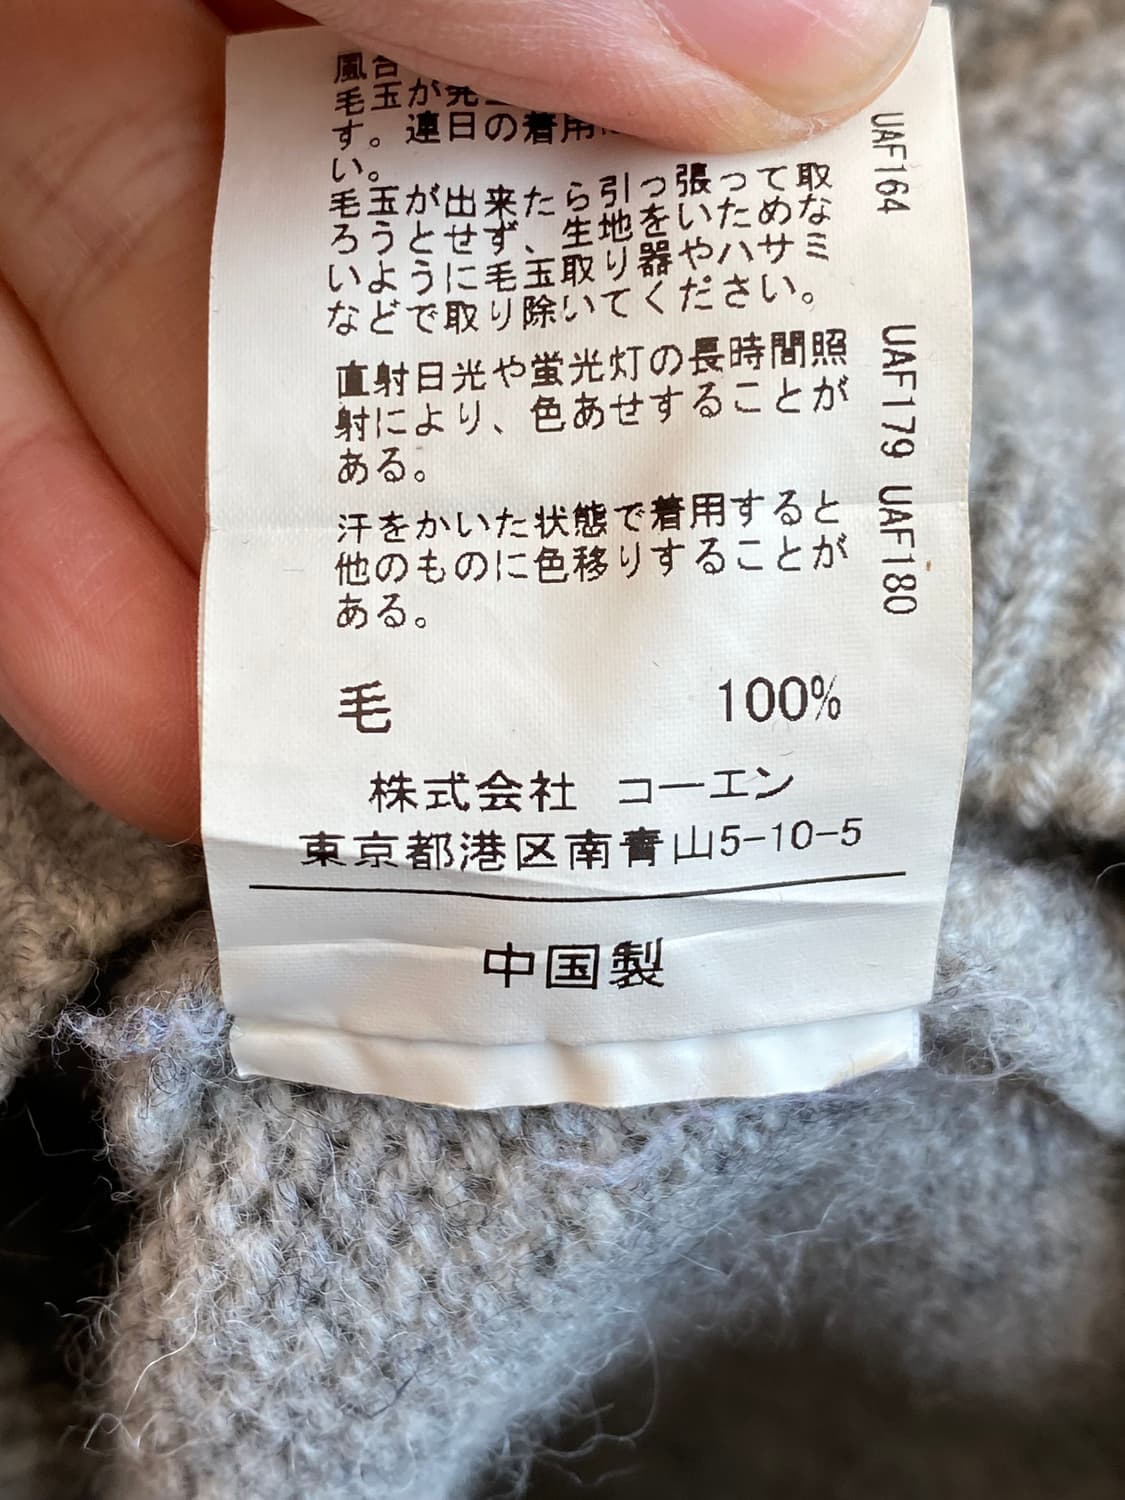 風合
毛玉が発
す。連日の着用
い。
毛玉が出来たら引っ張って取
ろうとせず、生地をいためな
いように毛玉取り器やハサミ
などで取り除いてください。
直射日光や蛍光灯の長時間照
射により、色あせすることが
ある。
汗をかいた状態で着用すると
他のものに色移りすることが
ある。
毛 100%
株式会社 コーエン
東京都港区南青山5-10-5
中国製
UAF164
UAF179 UAF180